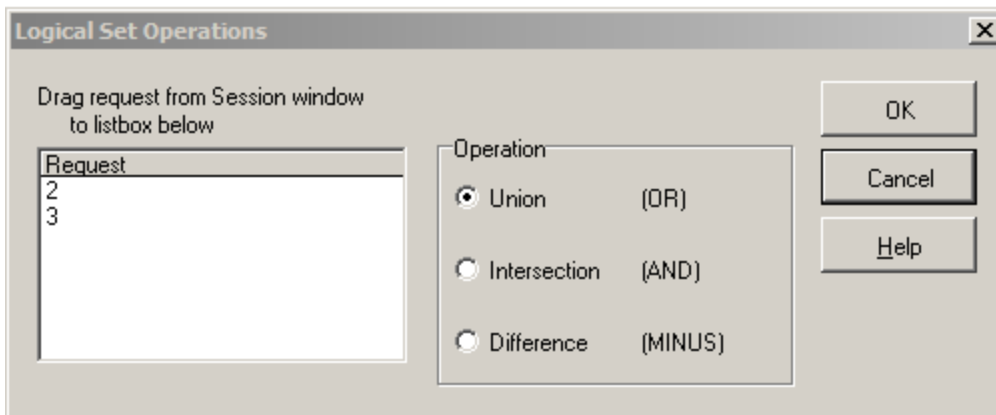 Logical Set Operations
Drag request from Session window
to listbox below
Request
2
3
Operation
Union (OR)
Intersection (AND)
Difference (MINUS)
OK
Cancel
Help